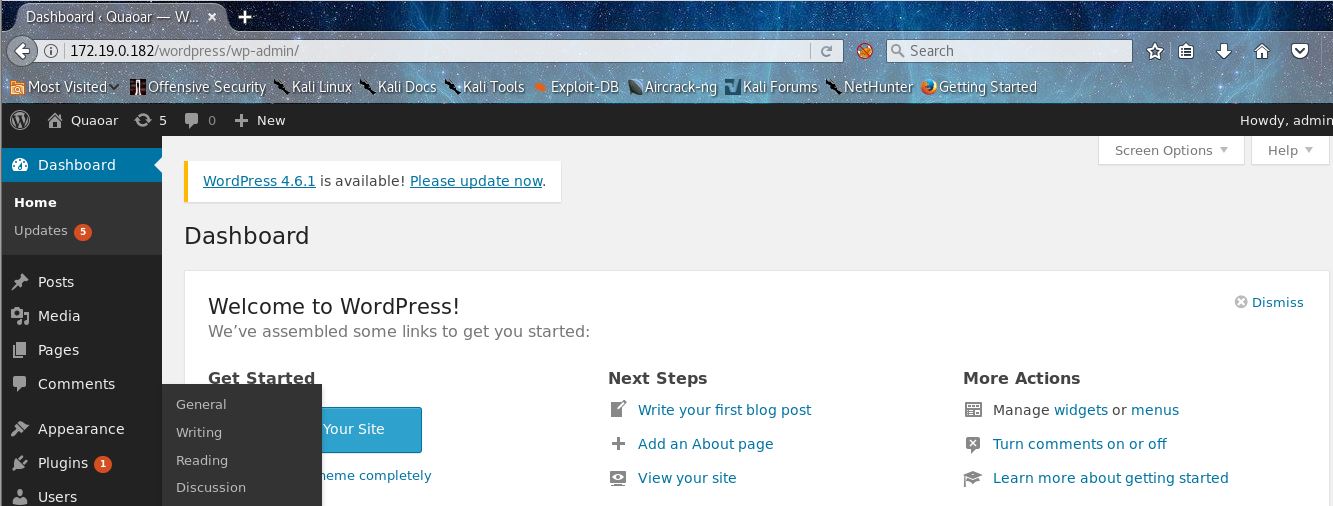 Dashboard ‹ Quaoar — W...
172.19.0.182/wordpress/wp-admin/
Search
Most Visited Offensive Security Kali Linux Kali Docs Kali Tools Exploit-DB Aircrack-ng Kali Forums NetHunter Getting Started
Quaoar 5 0 New Howdy, admin
Dashboard
Home
Updates 5
Posts
Media
Pages
Comments
Appearance
Plugins 1
Users
General
Writing
Reading
Discussion
Screen Options Help
WordPress 4.6.1 is available! Please update now.
Dashboard
Welcome to WordPress!
Dismiss
We’ve assembled some links to get you started:
Get Started
Your Site
heme completely
Next Steps
Write your first blog post
Add an About page
View your site
More Actions
Manage widgets or menus
Turn comments on or off
Learn more about getting started